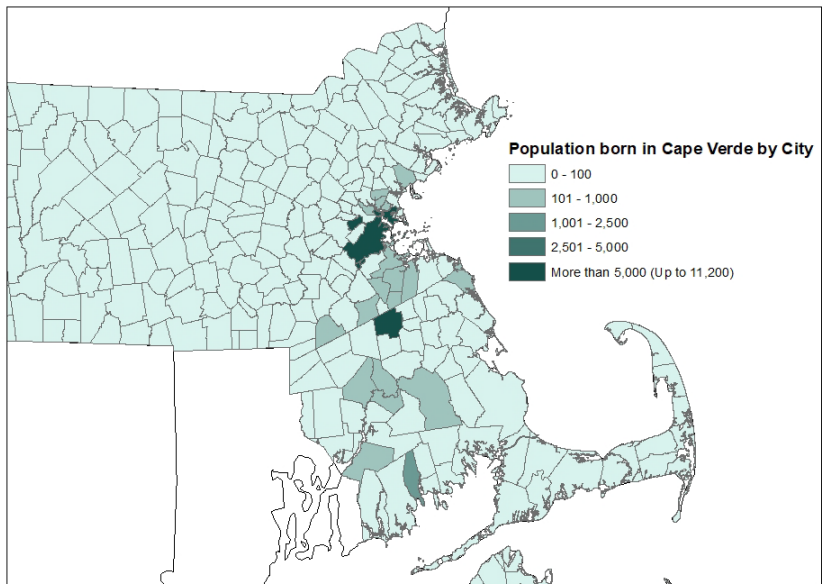 Population born in Cape Verde by City
0 - 100
101 - 1,000
1,001 - 2,500
2,501 - 5,000
More than 5,000 (Up to 11,200)